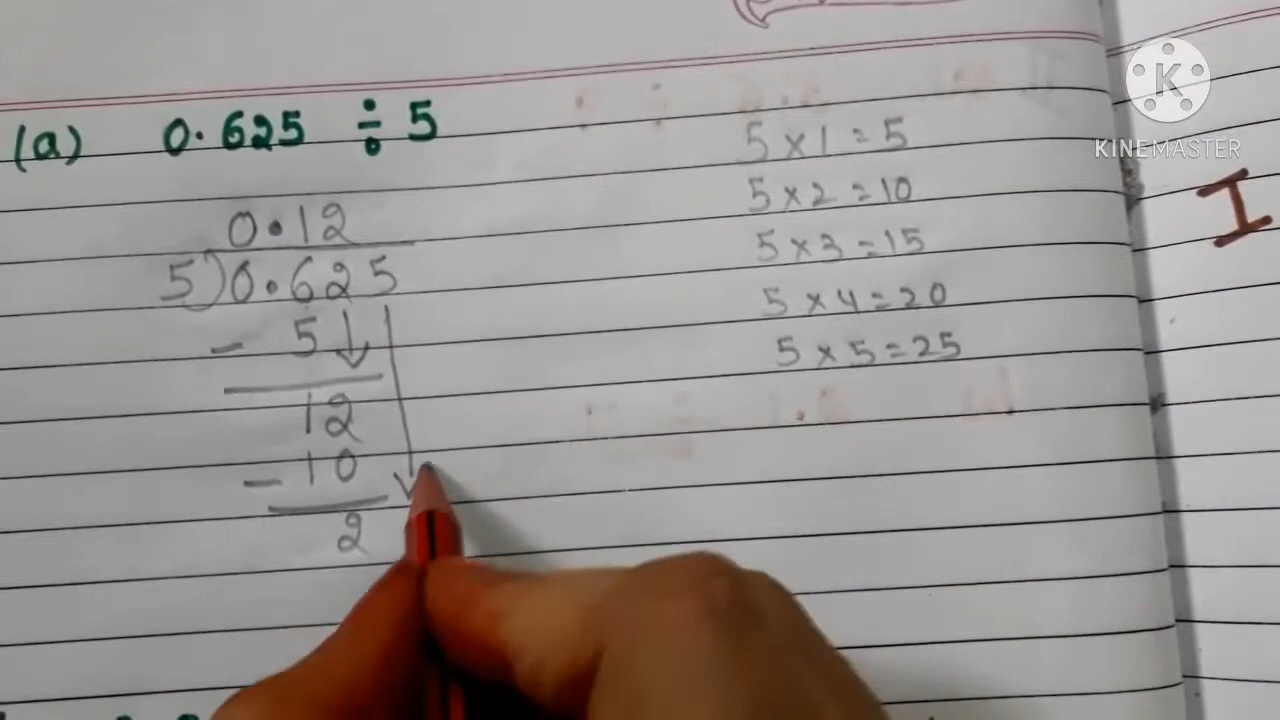 (a) 0.625 ÷ 5
0.12
5)0.625
- 5
12
- 10
2
5 × 1 = 5
5 × 2 = 10
5 × 3 = 15
5 × 4 = 20
5 × 5 = 25
K
KINEMASTER
I